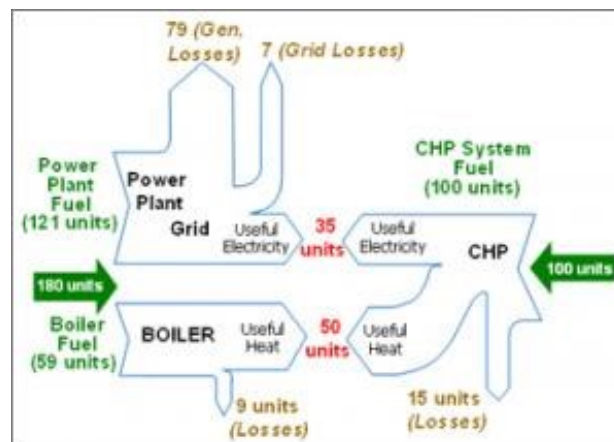 79 (Gen.
Losses)
7 (Grid Losses)
CHP System
Fuel
(100 units)
Power
Plant
Fuel
(121 units)
Power
Plant
Grid
Useful
Electricity
35
units
Useful
Electricity
CHP
180 units
100 units
Boiler
Fuel
(59 units)
BOILER
Useful
Heat
50
units
Useful
Heat
9 units
(Losses)
15 units
(Losses)